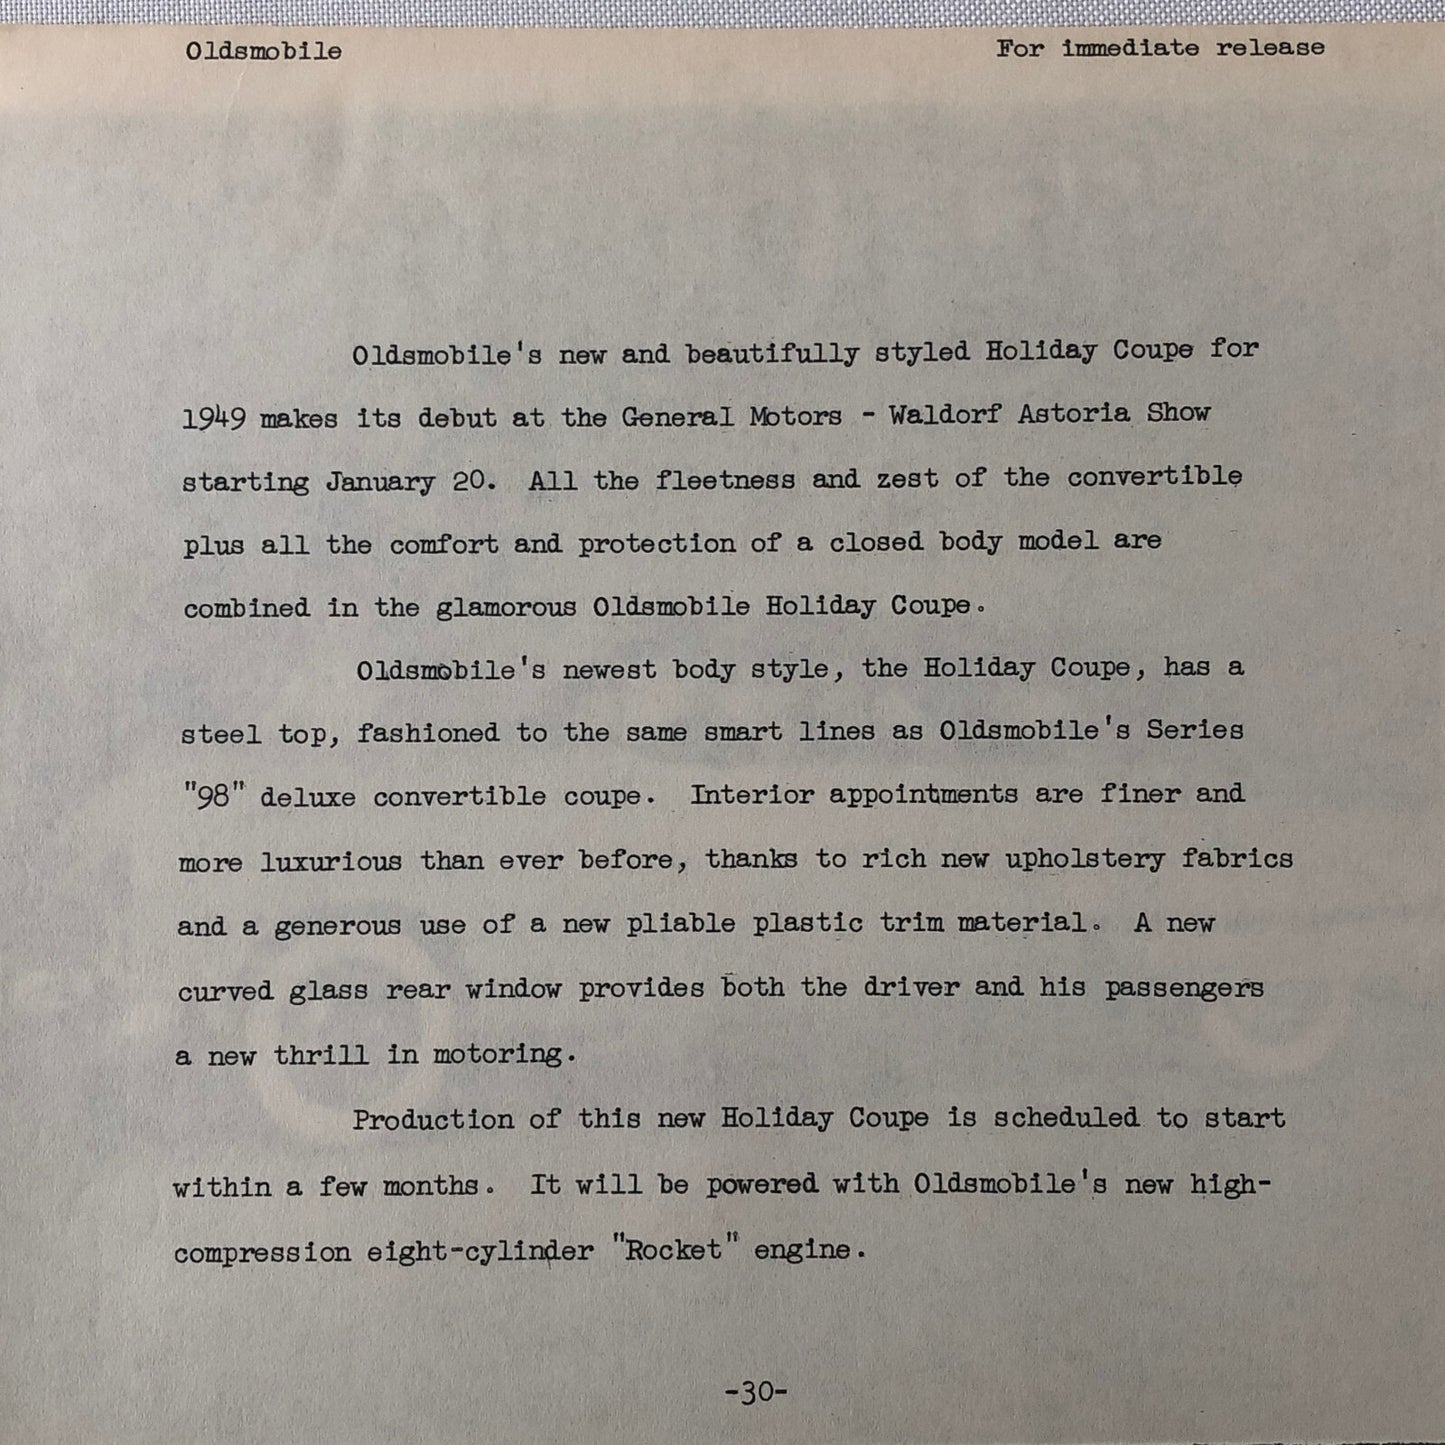 Oldsmobile For immediate release
Oldsmobile's new and beautifully styled Holiday Coupe for
1949 makes its debut at the General Motors - Waldorf Astoria Show
starting January 20. All the fleetness and zest of the convertible
plus all the comfort and protection of a closed body model are
combined in the glamorous Oldsmobile Holiday Coupe.
Oldsmobile's newest body style, the Holiday Coupe, has a
steel top, fashioned to the same smart lines as Oldsmobile's Series
"98" deluxe convertible coupe. Interior appointments are finer and
more luxurious than ever before, thanks to rich new upholstery fabrics
and a generous use of a new pliable plastic trim material. A new
curved glass rear window provides both the driver and his passengers
a new thrill in motoring.
Production of this new Holiday Coupe is scheduled to start
within a few months. It will be powered with Oldsmobile's new high-
compression eight-cylinder "Rocket" engine.
-30-